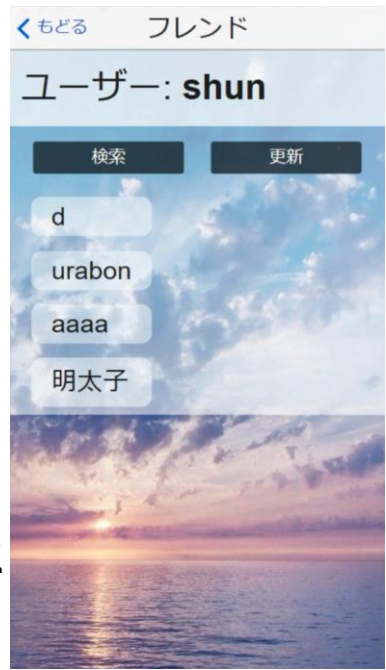 もどる フレンド
ユーザー: shun
検索 更新
d
urabon
aaaa
明太子